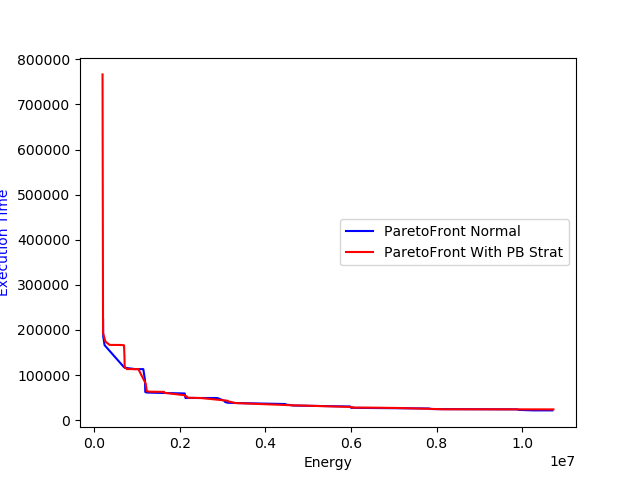 800000
700000
600000
500000
400000
300000
200000
100000
0
Execution Time
ParetoFront Normal
ParetoFront With PB Strat
0.0 0.2 0.4 0.6 0.8 1.0
Energy
1e7